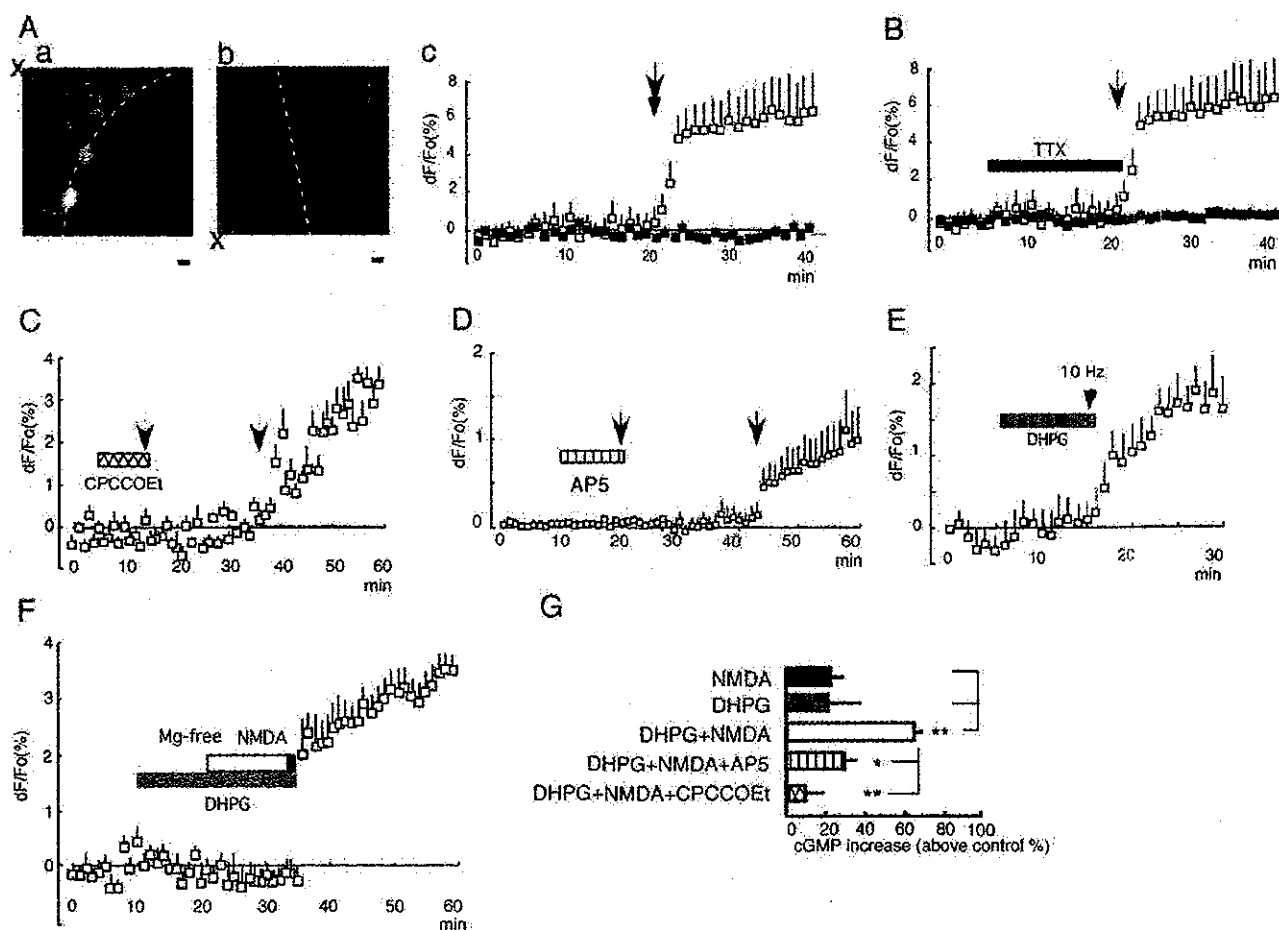 A
a
X
b
X
c
dF/Fo(%)
8
6
4
2
0
0 10 20 30 40
min
B
dF/Fo(%)
8
6
4
2
0
TTX
0 10 20 30 40
min
C
dF/Fo(%)
4
3
2
1
0
CPCCOEt
0 10 20 30 40 50 60
min
D
dF/Fo(%)
2
1
0
AP5
0 10 20 30 40 50 60
min
E
dF/Fo(%)
2
1
0
10 Hz
DHPG
0 10 20 30
min
F
dF/Fo(%)
4
3
2
1
0
Mg-free NMDA
DHPG
0 10 20 30 40 50 60
min
G
NMDA
DHPG
DHPG+NMDA **
DHPG+NMDA+AP5 *
DHPG+NMDA+CPCCOEt **
0 20 40 60 80 100
cGMP increase (above control %)